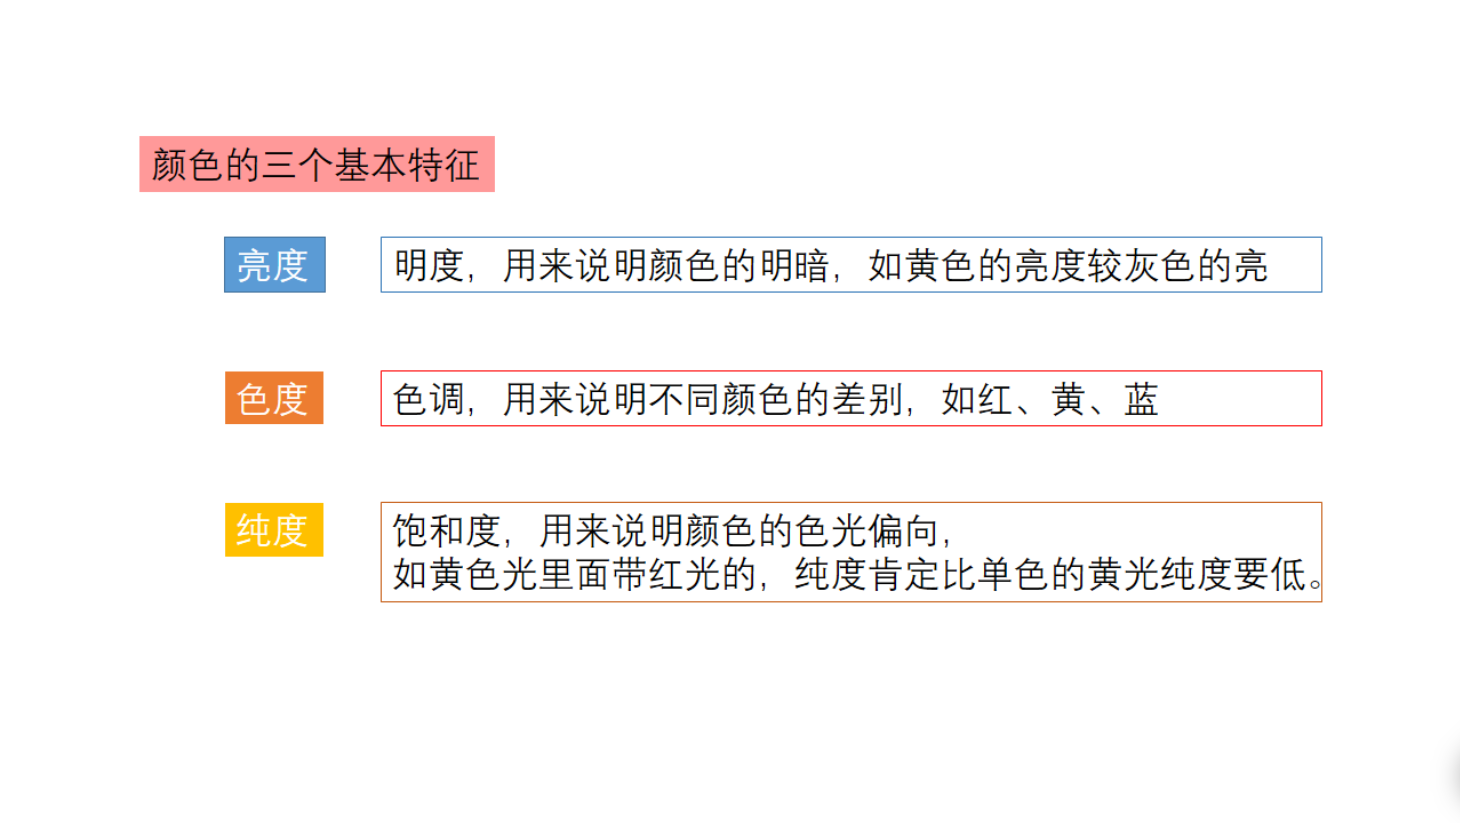 颜色的三个基本特征
亮度
明度，用来说明颜色的明暗，如黄色的亮度较灰色的亮
色度
色调，用来说明不同颜色的差别，如红、黄、蓝
纯度
饱和度，用来说明颜色的色光偏向，
如黄色光里面带红光的，纯度肯定比单色的黄光纯度要低。